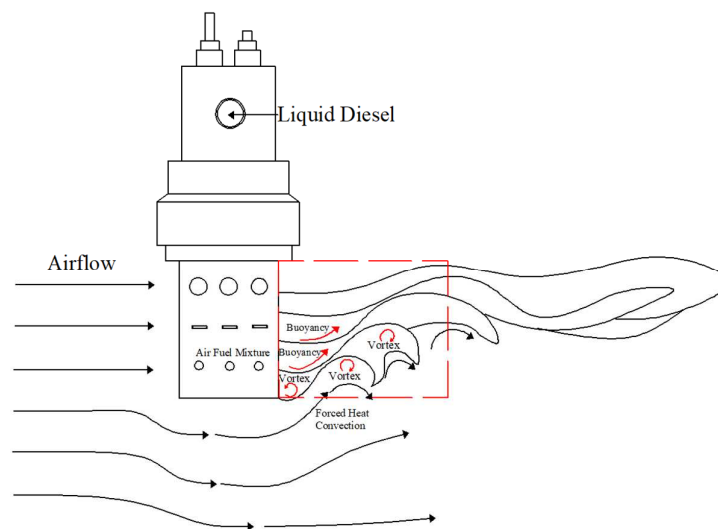 Liquid Diesel
Airflow
Buoyancy
Air Fuel Mixture
Buoyancy
Vortex
Vortex
Vortex
Forced Heat
Convection